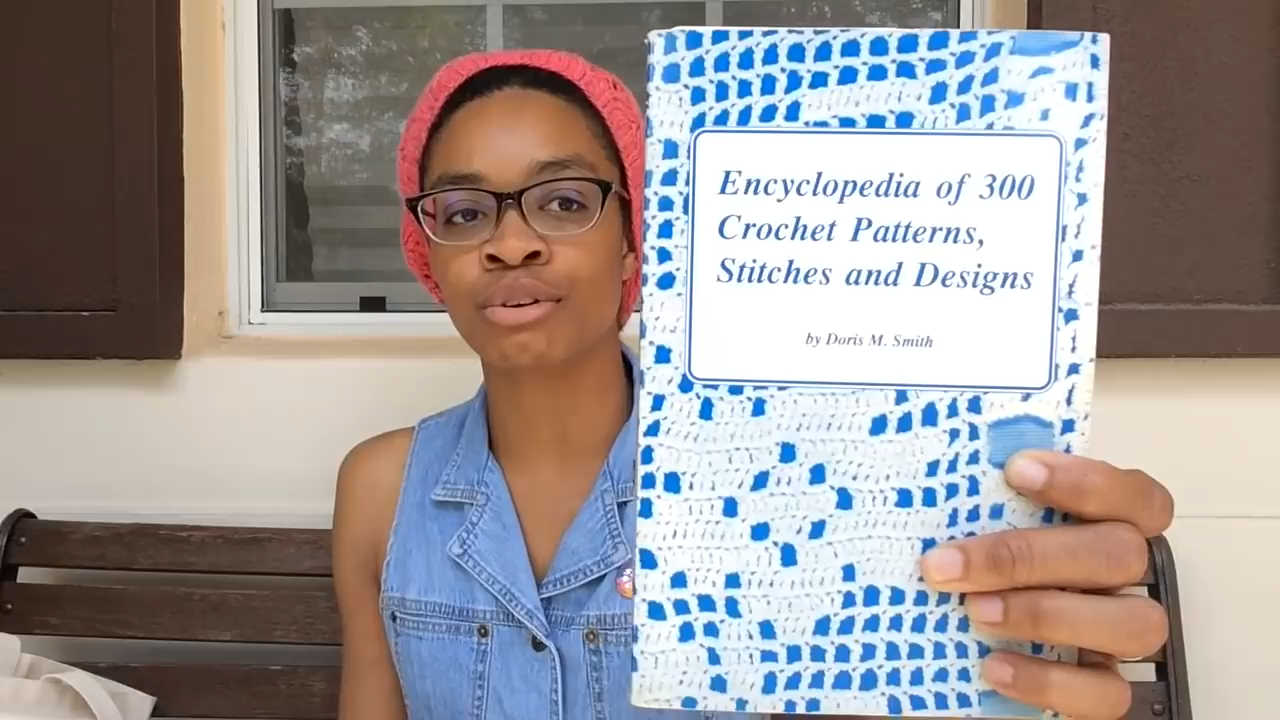 Encyclopedia of 300
Crochet Patterns,
Stitches and Designs
by Doris M. Smith